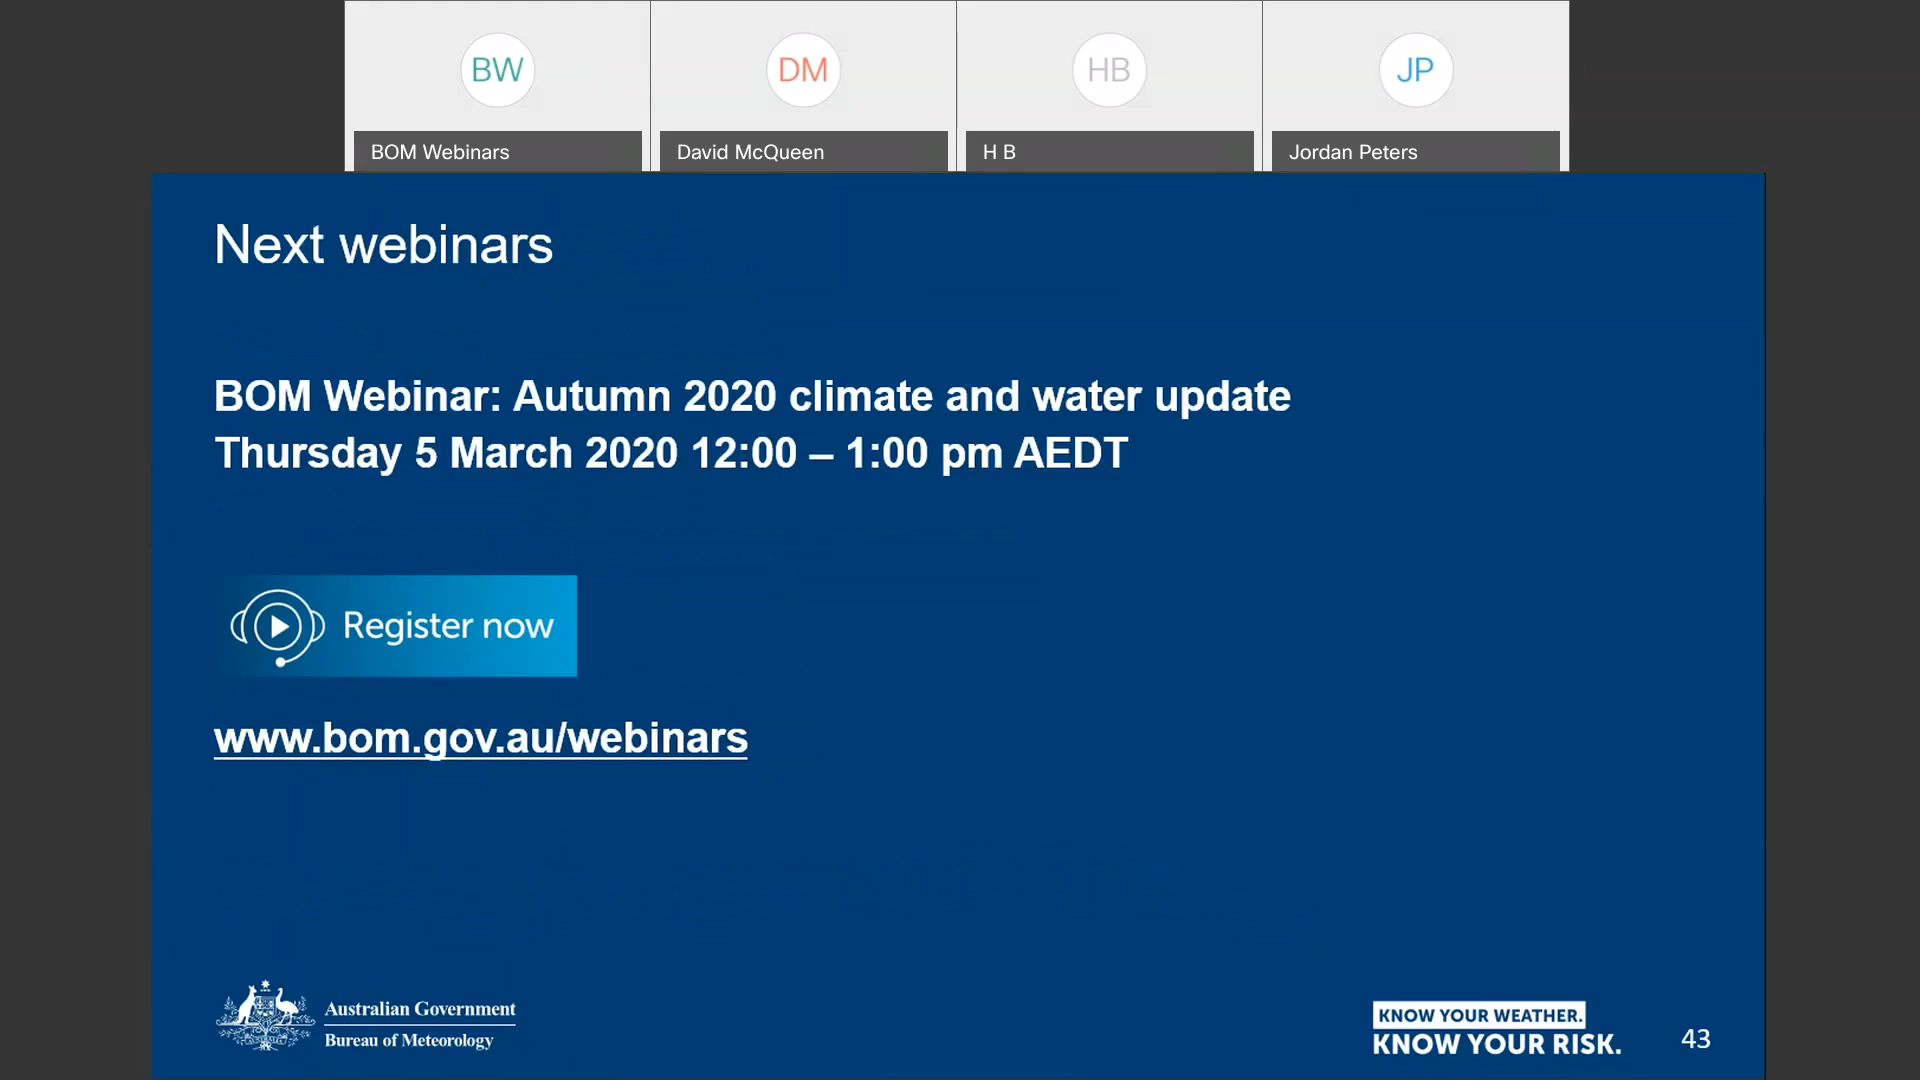 BW
DM
HB
JP
BOM Webinars
David McQueen
H B
Jordan Peters
Next webinars
BOM Webinar: Autumn 2020 climate and water update
Thursday 5 March 2020 12:00 – 1:00 pm AEDT
Register now
www.bom.gov.au/webinars
Australian Government
Bureau of Meteorology
KNOW YOUR WEATHER.
KNOW YOUR RISK.
43